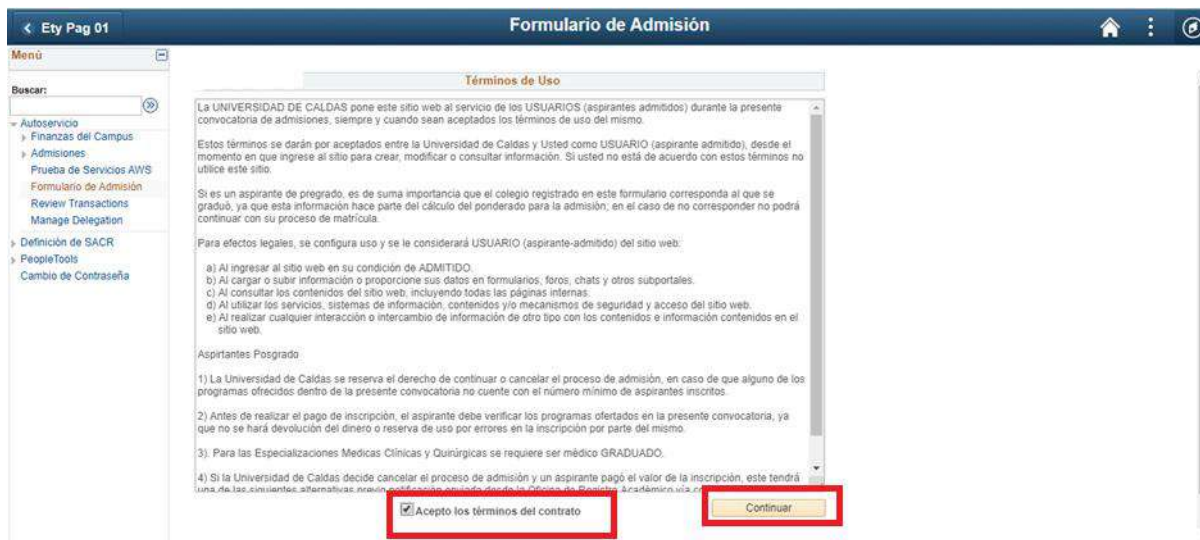 Ety Pag 01
Formulario de Admisión
Menú
Buscar:
Autoservicio
Finanzas del Campus
Admisiones
Prueba de Servicios AWS
Formulario de Admisión
Review Transactions
Manage Delegation
Definición de SACR
PeopleTools
Cambio de Contraseña
Términos de Uso
La UNIVERSIDAD DE CALDAS pone este sitio web al servicio de los USUARIOS (aspirantes admitidos) durante la presente
convocatoria de admisiones, siempre y cuando sean aceptados los términos de uso del mismo.
Estos términos se darán por aceptados entre la Universidad de Caldas y Usted como USUARIO (aspirante admitido), desde el
momento en que ingrese al sitio para crear, modificar o consultar información. Si usted no está de acuerdo con estos términos no
utilice este sitio.
Si es un aspirante de pregrado, es de suma importancia que el colegio registrado en este formulario corresponda al que se
graduó, ya que esta información hace parte del cálculo del ponderado para la admisión; en el caso de no corresponder no podrá
continuar con su proceso de matrícula.
Para efectos legales, se configura uso y se le considerará USUARIO (aspirante-admitido) del sitio web:
a) Al ingresar al sitio web en su condición de ADMITIDO.
b) Al cargar o subir información o proporcione sus datos en formularios, foros, chats y otros subportales.
c) Al consultar los contenidos del sitio web, incluyendo todas las páginas internas.
d) Al utilizar los servicios, sistemas de información, contenidos y/o mecanismos de seguridad y acceso del sitio web.
e) Al realizar cualquier interacción o intercambio de información de otro tipo con los contenidos e información contenidos en el
sitio web.
Aspirtantes Posgrado
1) La Universidad de Caldas se reserva el derecho de continuar o cancelar el proceso de admisión, en caso de que alguno de los
programas ofrecidos dentro de la presente convocatoria no cuente con el número mínimo de aspirantes inscritos.
2) Antes de realizar el pago de inscripción, el aspirante debe verificar los programas ofertados en la presente convocatoria, ya
que no se hará devolución del dinero o reserva de uso por errores en la inscripción por parte del mismo.
3). Para las Especializaciones Medicas Clínicas y Quirúrgicas se requiere ser médico GRADUADO.
4) Si la Universidad de Caldas decide cancelar el proceso de admisión y un aspirante pagó el valor de la inscripción, este tendrá
una de las siguientes alternativas previo notificación enviada desde la Oficina de Registro Académico vía
Acepto los términos del contrato
Continuar